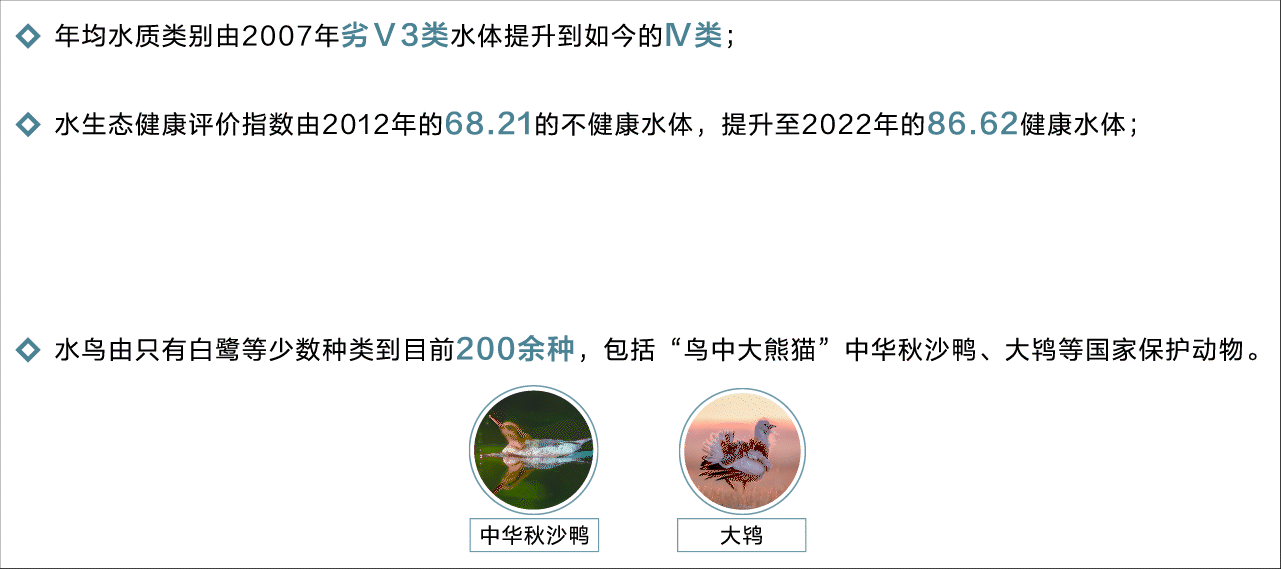 年均水质类别由2007年劣Ⅴ3类水体提升到如今的Ⅳ类；
水生态健康评价指数由2012年的68.21的不健康水体，提升至2022年的86.62健康水体；
水鸟由只有白鹭等少数种类到目前200余种，包括“鸟中大熊猫”中华秋沙鸭、大鸨等国家保护动物。
中华秋沙鸭
大鸨